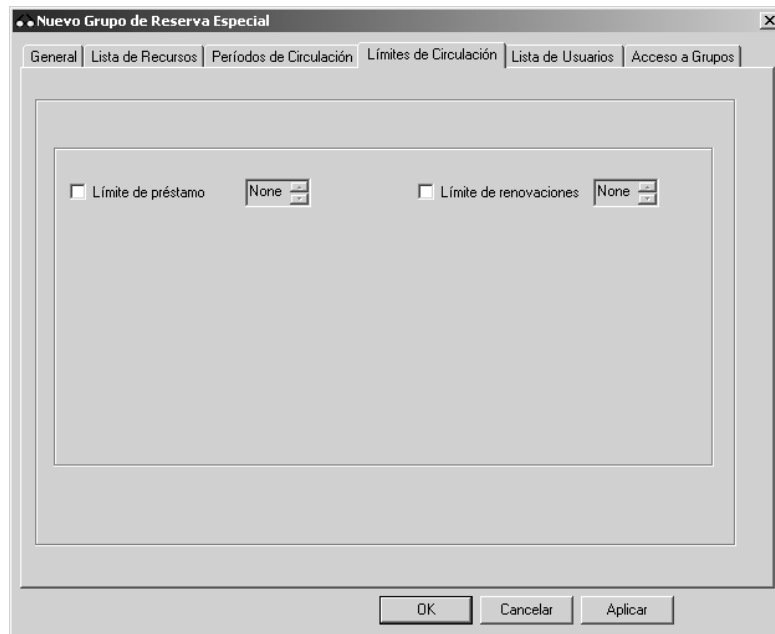 Nuevo Grupo de Reserva Especial
General Lista de Recursos Períodos de Circulación Límites de Circulación Lista de Usuarios Acceso a Grupos
Límite de préstamo None Límite de renovaciones None
OK Cancelar Aplicar